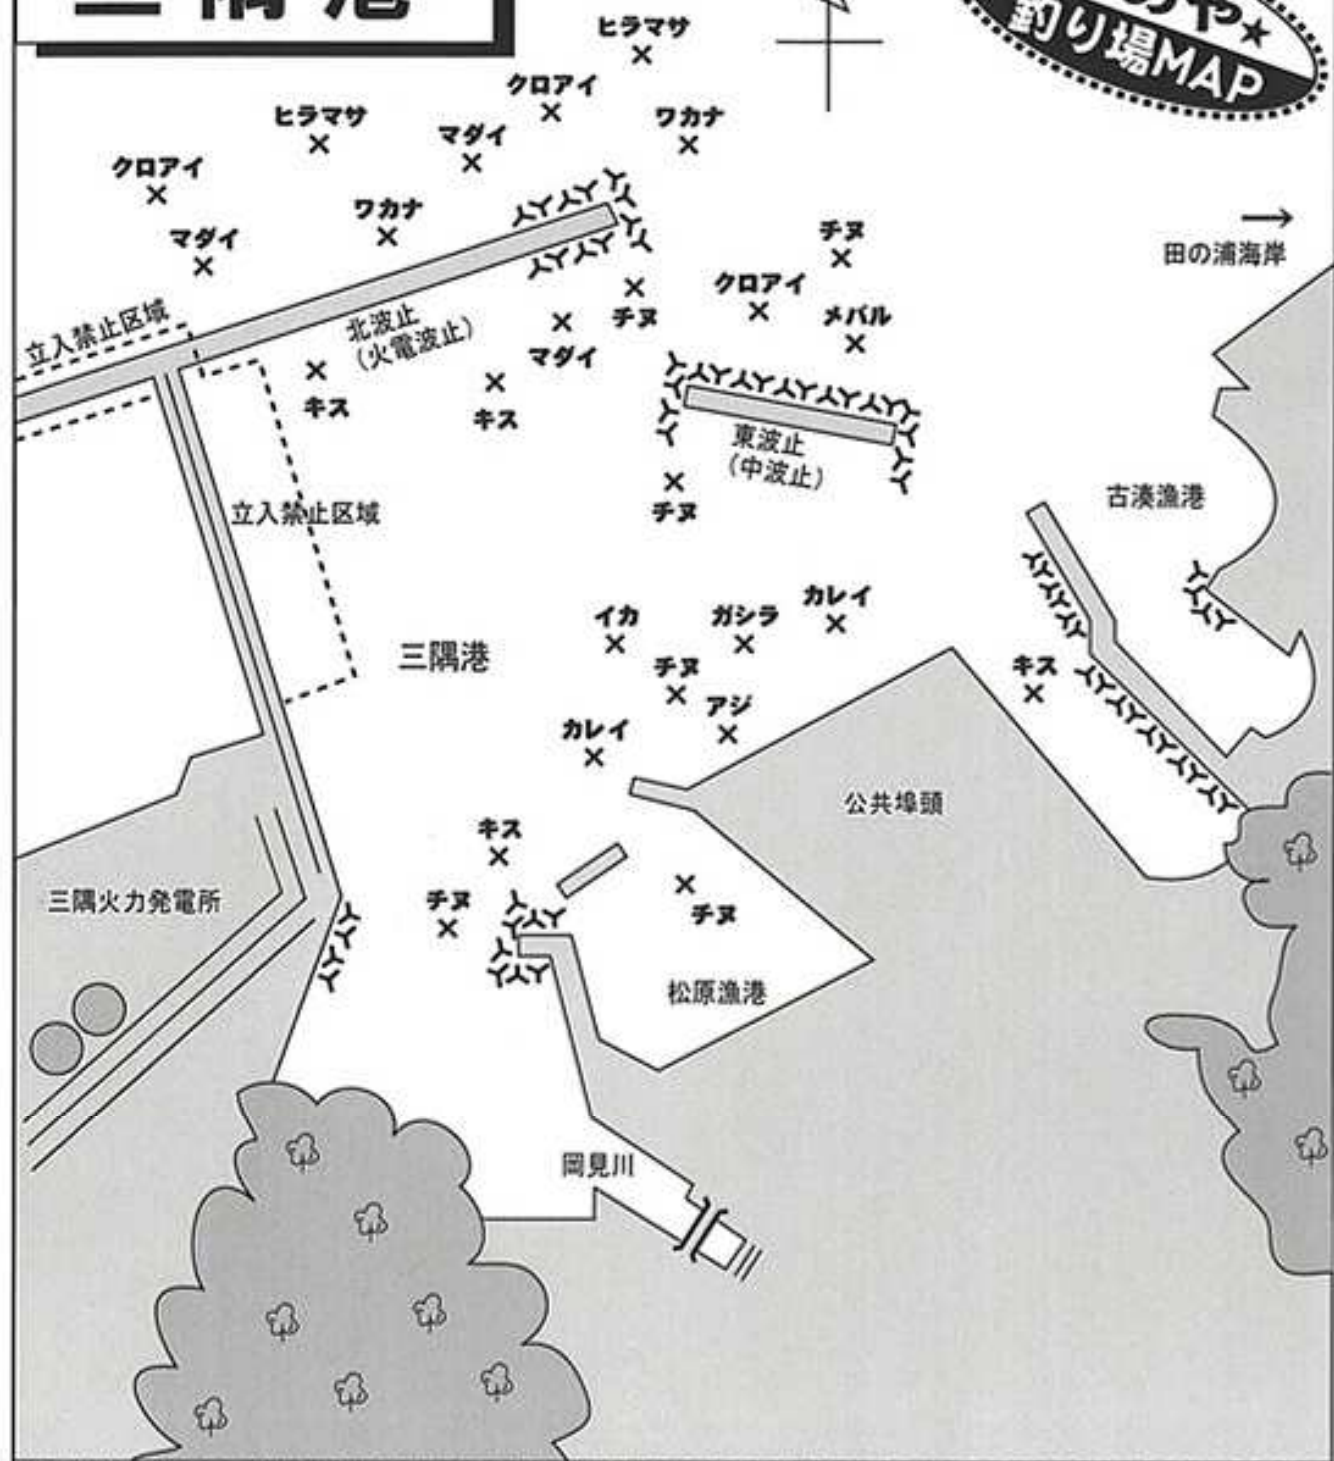 三隅港
釣り場MAP
ヒラマサ
クロアイ
ヒラマサ
マダイ
ワカナ
クロアイ
ワカナ
マダイ
チヌ
田の浦海岸
クロアイ
チヌ
メバル
立入禁止区域
北波止
(火電波止)
マダイ
キス
キス
東波止
(中波止)
チヌ
古湊漁港
立入禁止区域
イカ
ガシラ
カレイ
三隅港
チヌ
キス
アジ
カレイ
公共埠頭
キス
三隅火力発電所
チヌ
チヌ
松原漁港
岡見川